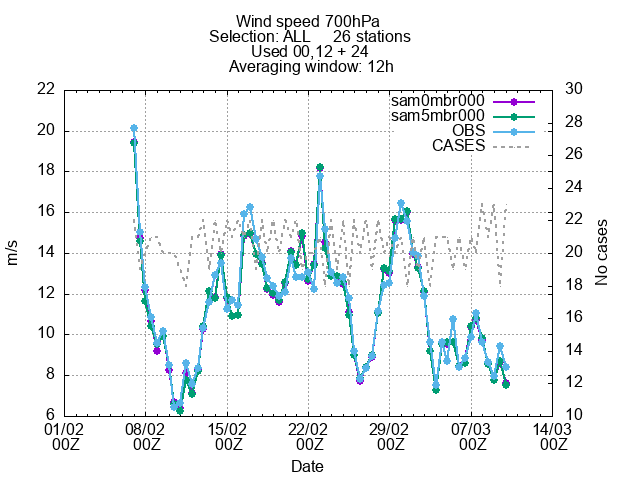 Wind speed 700hPa
Selection: ALL 26 stations
Used 00,12 + 24
Averaging window: 12h
m/s
22
20
18
16
14
12
10
8
6
30
28
26
24
22
20
18
16
14
12
10
No cases
sam0mbr000
sam5mbr000
OBS
CASES
01/02 08/02 15/02 22/02 29/02 07/03 14/03
00Z 00Z 00Z 00Z 00Z 00Z 00Z
Date